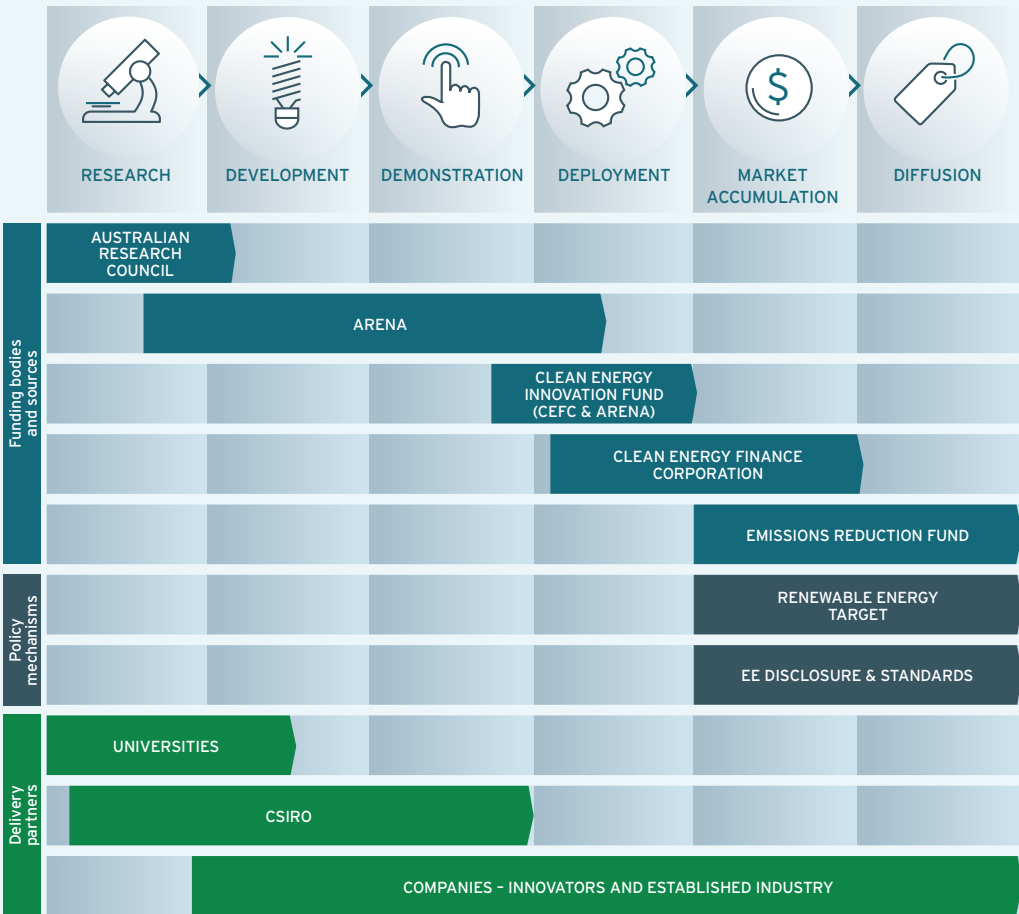 $
RESEARCH
DEVELOPMENT
DEMONSTRATION
DEPLOYMENT
MARKET
ACCUMULATION
DIFFUSION
Funding bodies
and sources
AUSTRALIAN
RESEARCH
COUNCIL
ARENA
CLEAN ENERGY
INNOVATION FUND
(CEFC & ARENA)
CLEAN ENERGY FINANCE
CORPORATION
EMISSIONS REDUCTION FUND
Policy
mechanisms
RENEWABLE ENERGY
TARGET
EE DISCLOSURE & STANDARDS
Delivery
partners
UNIVERSITIES
CSIRO
COMPANIES – INNOVATORS AND ESTABLISHED INDUSTRY